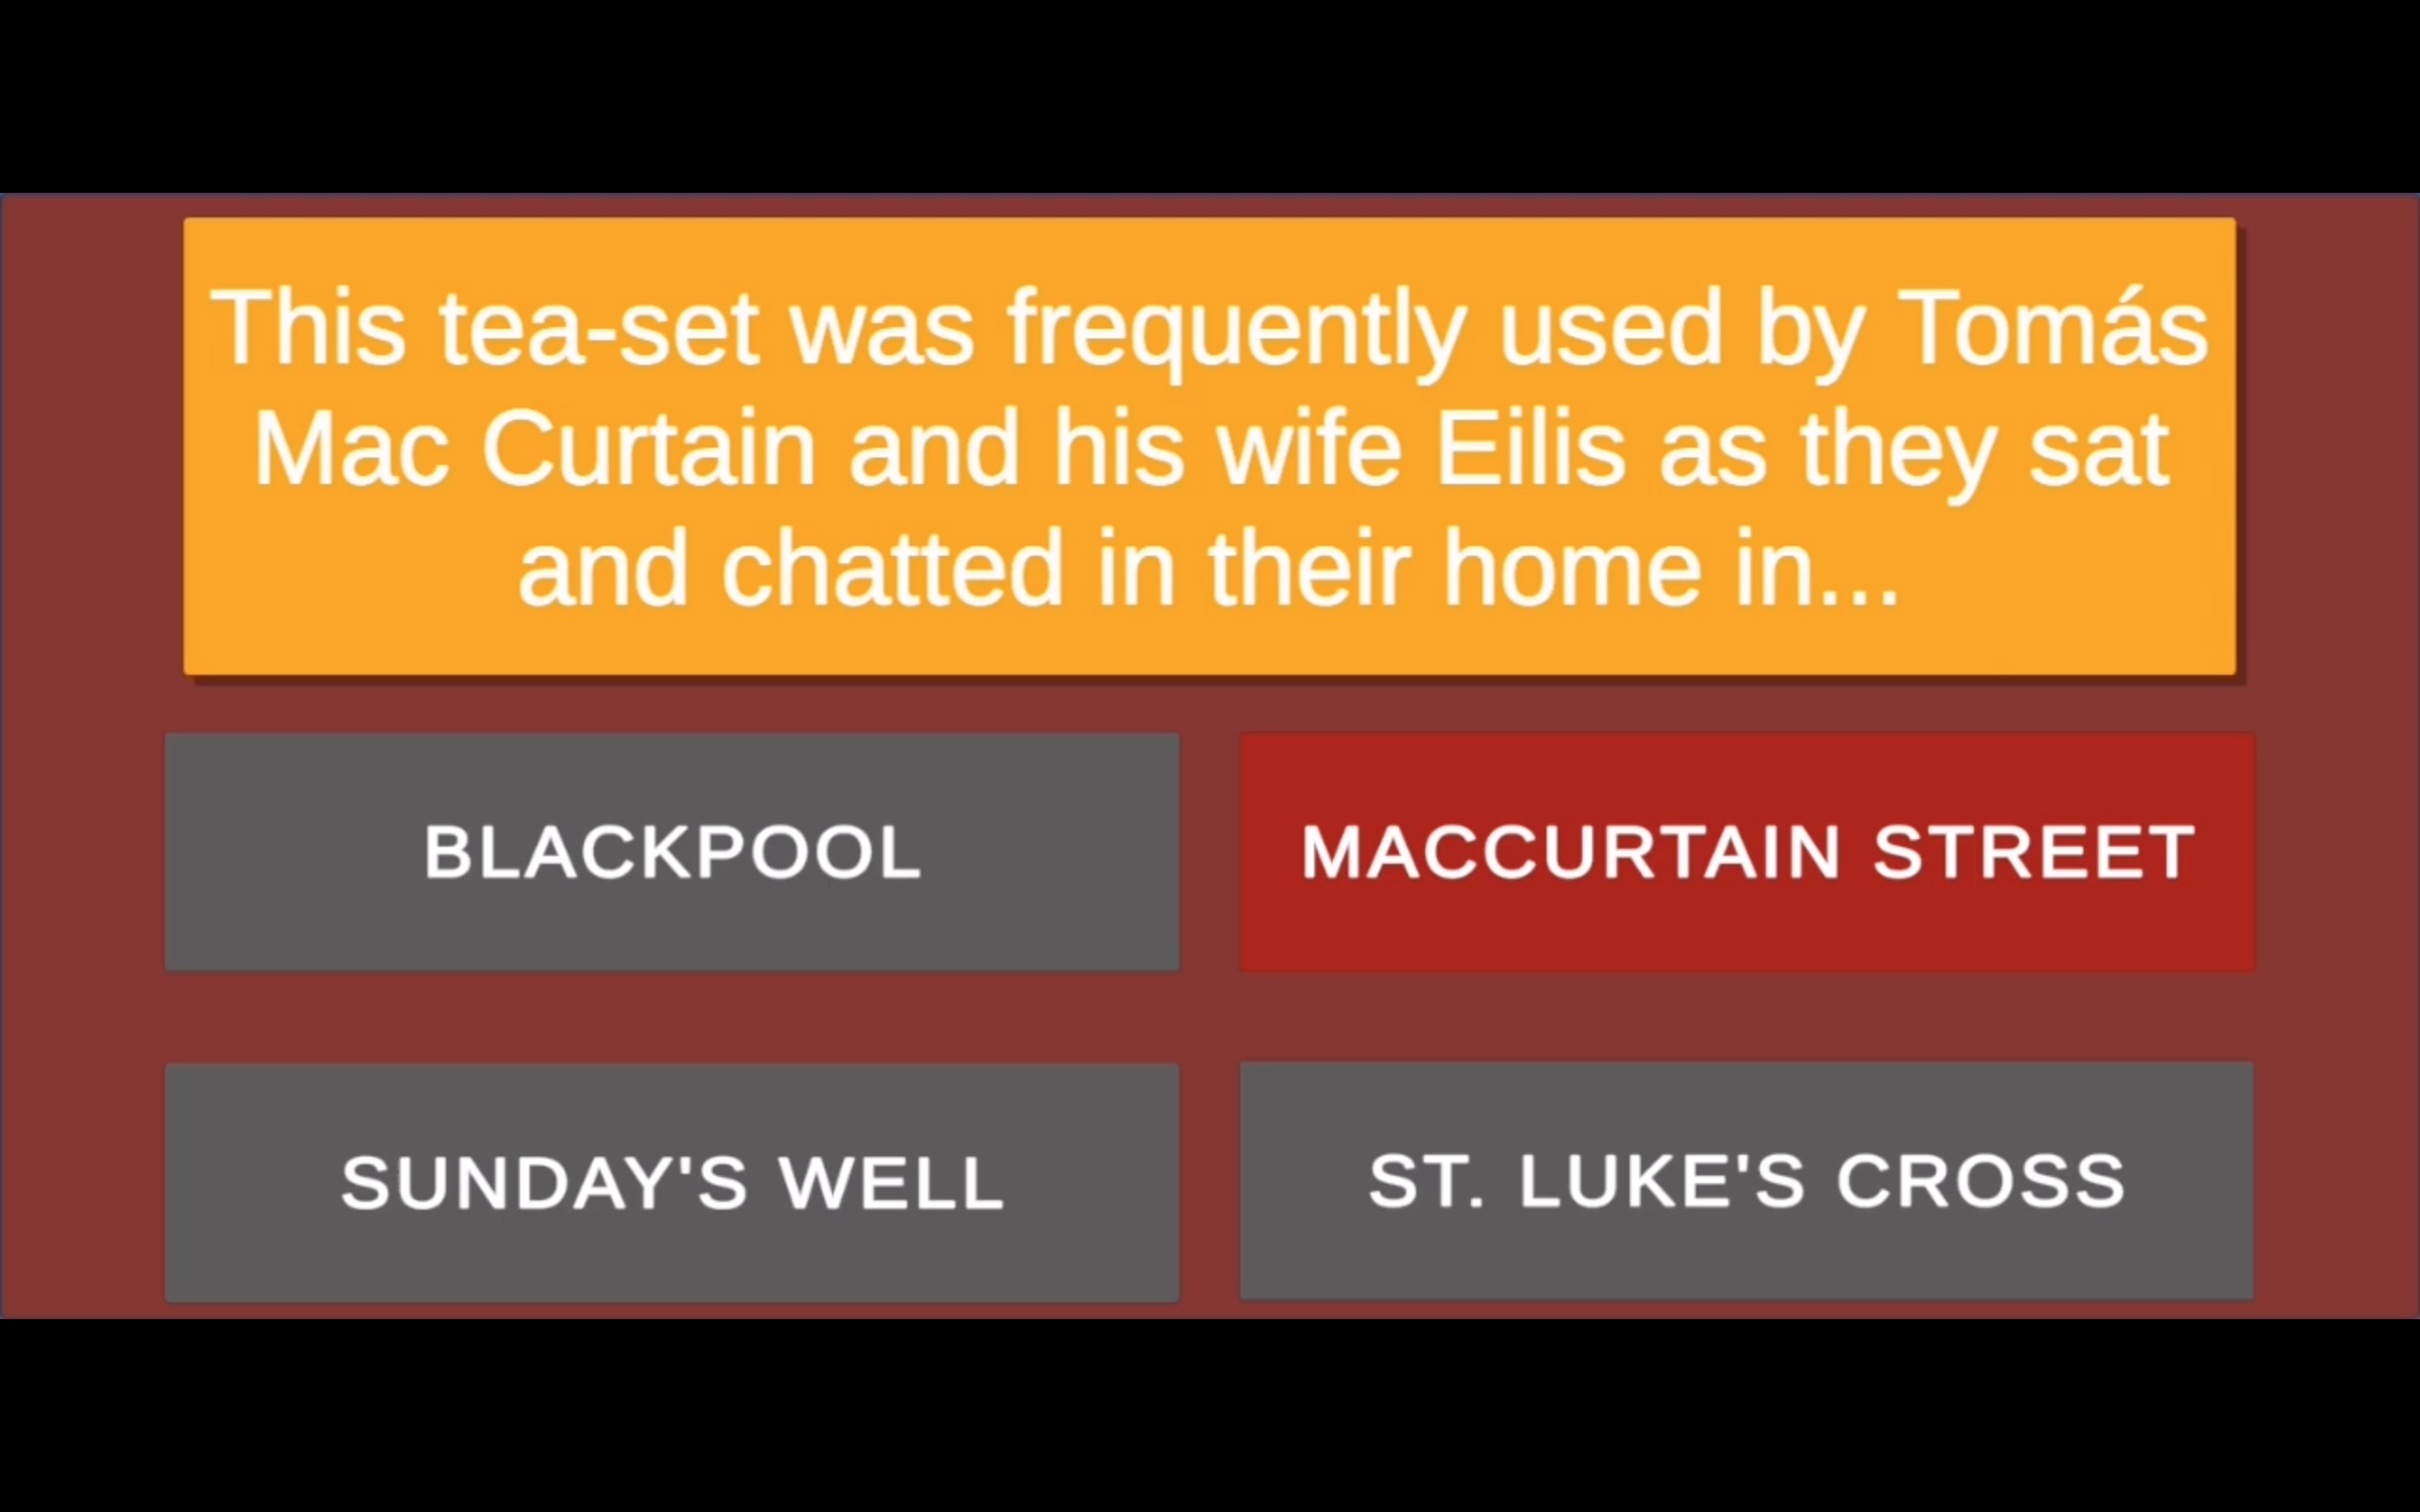 This tea-set was frequently used by Tomás
Mac Curtain and his wife Eilis as they sat
and chatted in their home in...
BLACKPOOL
MACCURTAIN STREET
SUNDAY'S WELL
ST. LUKE'S CROSS